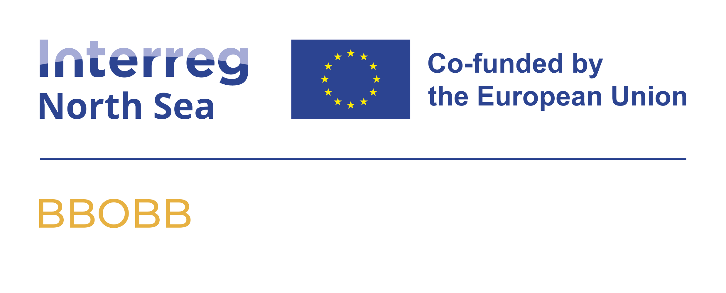 Interreg
North Sea
Co-funded by
the European Union
BBOBB